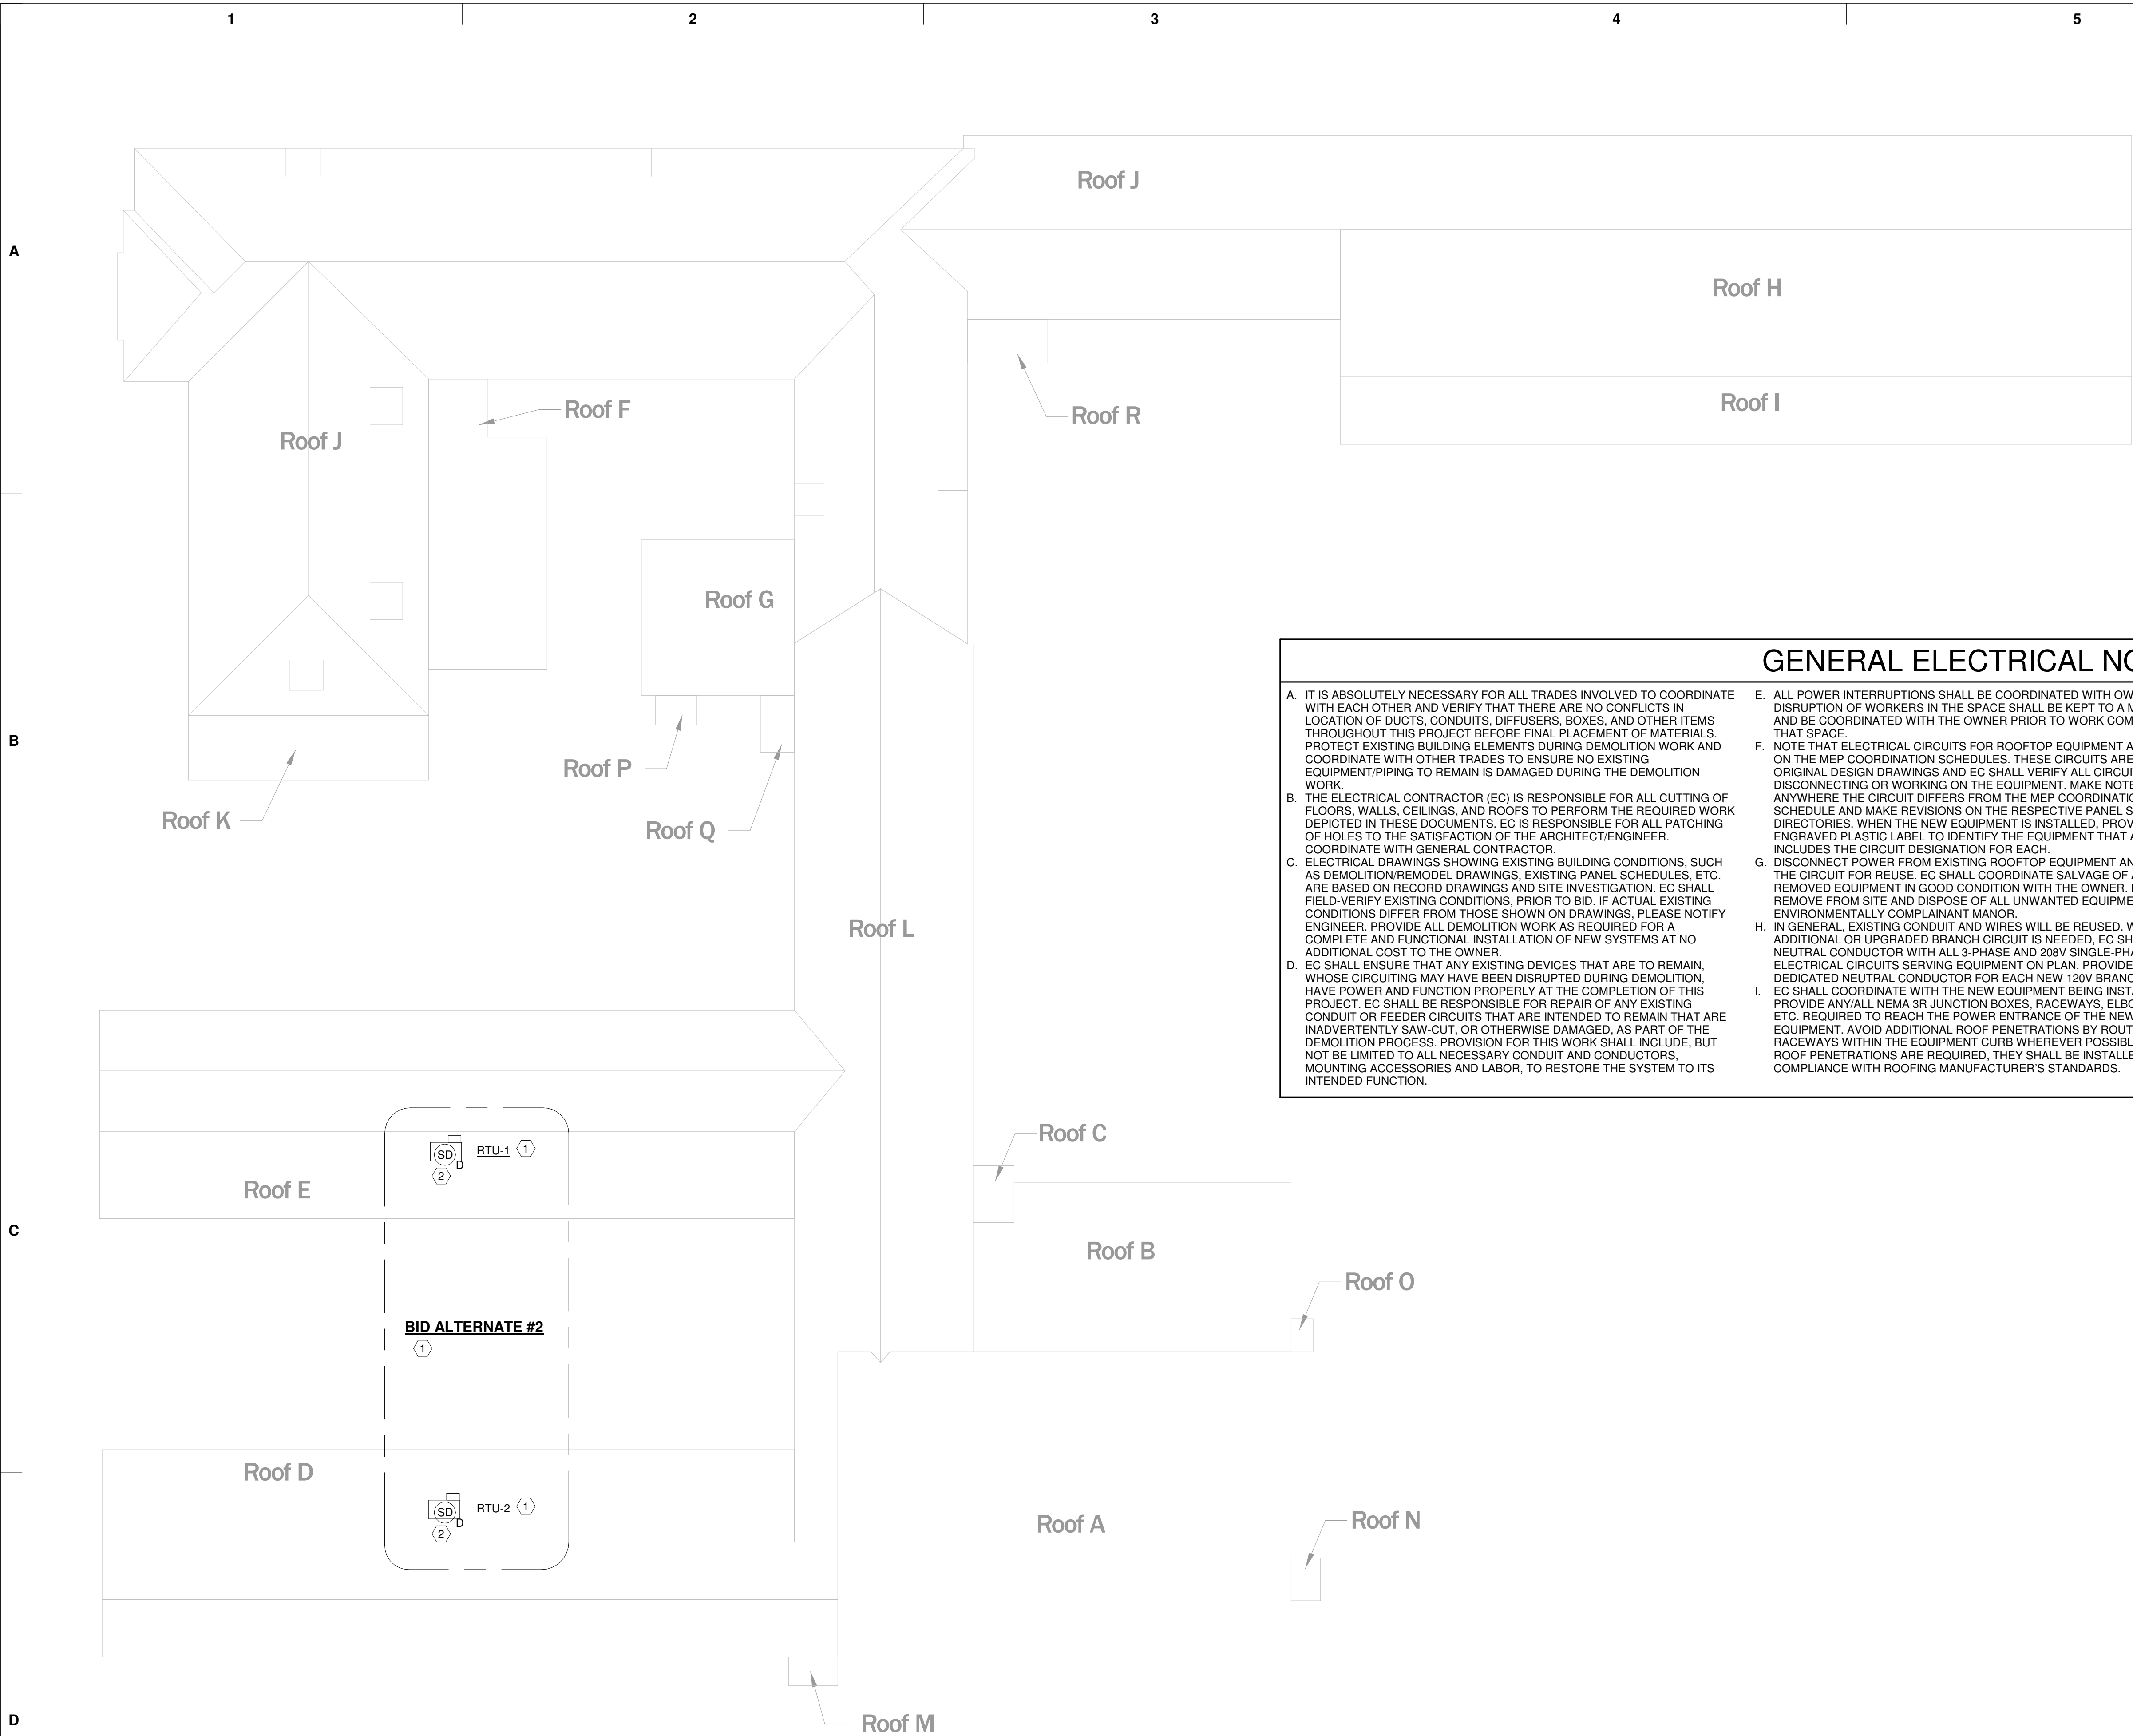 1 2 3 4 5
A
B
C
D
Roof J
Roof H
Roof I
Roof R
Roof F
Roof J
Roof G
Roof P
Roof Q
Roof K
Roof L
Roof C
Roof E
Roof B
Roof O
Roof D
Roof A
Roof N
Roof M
SD
D
RTU-1 1
2
BID ALTERNATE #2
1
SD
D
RTU-2 1
2
GENERAL ELECTRICAL
A. IT IS ABSOLUTELY NECESSARY FOR ALL TRADES INVOLVED TO COORDINATE
WITH EACH OTHER AND VERIFY THAT THERE ARE NO CONFLICTS IN
LOCATION OF DUCTS, CONDUITS, DIFFUSERS, BOXES, AND OTHER ITEMS
THROUGHOUT THIS PROJECT BEFORE FINAL PLACEMENT OF MATERIALS.
PROTECT EXISTING BUILDING ELEMENTS DURING DEMOLITION WORK AND
COORDINATE WITH OTHER TRADES TO ENSURE NO EXISTING
EQUIPMENT/PIPING TO REMAIN IS DAMAGED DURING THE DEMOLITION
WORK.
B. THE ELECTRICAL CONTRACTOR (EC) IS RESPONSIBLE FOR ALL CUTTING OF
FLOORS, WALLS, CEILINGS, AND ROOFS TO PERFORM THE REQUIRED WORK
DEPICTED IN THESE DOCUMENTS. EC IS RESPONSIBLE FOR ALL PATCHING
OF HOLES TO THE SATISFACTION OF THE ARCHITECT/ENGINEER.
COORDINATE WITH GENERAL CONTRACTOR.
C. ELECTRICAL DRAWINGS SHOWING EXISTING BUILDING CONDITIONS, SUCH
AS DEMOLITION/REMODEL DRAWINGS, EXISTING PANEL SCHEDULES, ETC.
ARE BASED ON RECORD DRAWINGS AND SITE INVESTIGATION. EC SHALL
FIELD-VERIFY EXISTING CONDITIONS, PRIOR TO BID. IF ACTUAL EXISTING
CONDITIONS DIFFER FROM THOSE SHOWN ON DRAWINGS, PLEASE NOTIFY
ENGINEER. PROVIDE ALL DEMOLITION WORK AS REQUIRED FOR A
COMPLETE AND FUNCTIONAL INSTALLATION OF NEW SYSTEMS AT NO
ADDITIONAL COST TO THE OWNER.
D. EC SHALL ENSURE THAT ANY EXISTING DEVICES THAT ARE TO REMAIN,
WHOSE CIRCUITING MAY HAVE BEEN DISRUPTED DURING DEMOLITION,
HAVE POWER AND FUNCTION PROPERLY AT THE COMPLETION OF THIS
PROJECT. EC SHALL BE RESPONSIBLE FOR REPAIR OF ANY EXISTING
CONDUIT OR FEEDER CIRCUITS THAT ARE INTENDED TO REMAIN THAT ARE
INADVERTENTLY SAW-CUT, OR OTHERWISE DAMAGED, AS PART OF THE
DEMOLITION PROCESS. PROVISION FOR THIS WORK SHALL INCLUDE, BUT
NOT BE LIMITED TO ALL NECESSARY CONDUIT AND CONDUCTORS,
MOUNTING ACCESSORIES AND LABOR, TO RESTORE THE SYSTEM TO ITS
INTENDED FUNCTION.
E. ALL POWER INTERRUPTIONS SHALL BE COORDINATED WITH
DISRUPTION OF WORKERS IN THE SPACE SHALL BE KEPT TO A
AND BE COORDINATED WITH THE OWNER PRIOR TO WORK
THAT SPACE.
F. NOTE THAT ELECTRICAL CIRCUITS FOR ROOFTOP EQUIPMENT
ON THE MEP COORDINATION SCHEDULES. THESE CIRCUITS ARE
ORIGINAL DESIGN DRAWINGS AND EC SHALL VERIFY ALL
DISCONNECTING OR WORKING ON THE EQUIPMENT. MAKE NOTE
ANYWHERE THE CIRCUIT DIFFERS FROM THE MEP
SCHEDULE AND MAKE REVISIONS ON THE RESPECTIVE PANEL
DIRECTORIES. WHEN THE NEW EQUIPMENT IS INSTALLED,
ENGRAVED PLASTIC LABEL TO IDENTIFY THE EQUIPMENT THAT
INCLUDES THE CIRCUIT DESIGNATION FOR EACH.
G. DISCONNECT POWER FROM EXISTING ROOFTOP EQUIPMENT
THE CIRCUIT FOR REUSE. EC SHALL COORDINATE SALVAGE OF
REMOVED EQUIPMENT IN GOOD CONDITION WITH THE OWNER.
REMOVE FROM SITE AND DISPOSE OF ALL UNWANTED
ENVIRONMENTALLY COMPLAINANT MANOR.
H. IN GENERAL, EXISTING CONDUIT AND WIRES WILL BE REUSED.
ADDITIONAL OR UPGRADED BRANCH CIRCUIT IS NEEDED, EC
NEUTRAL CONDUCTOR WITH ALL 3-PHASE AND 208V
ELECTRICAL CIRCUITS SERVING EQUIPMENT ON PLAN. PROVIDE
DEDICATED NEUTRAL CONDUCTOR FOR EACH NEW 120V
I. EC SHALL COORDINATE WITH THE NEW EQUIPMENT BEING
PROVIDE ANY/ALL NEMA 3R JUNCTION BOXES, RACEWAYS,
ETC. REQUIRED TO REACH THE POWER ENTRANCE OF THE NEW
EQUIPMENT. AVOID ADDITIONAL ROOF PENETRATIONS BY
RACEWAYS WITHIN THE EQUIPMENT CURB WHEREVER
ROOF PENETRATIONS ARE REQUIRED, THEY SHALL BE
COMPLIANCE WITH ROOFING MANUFACTURER'S STANDARDS.